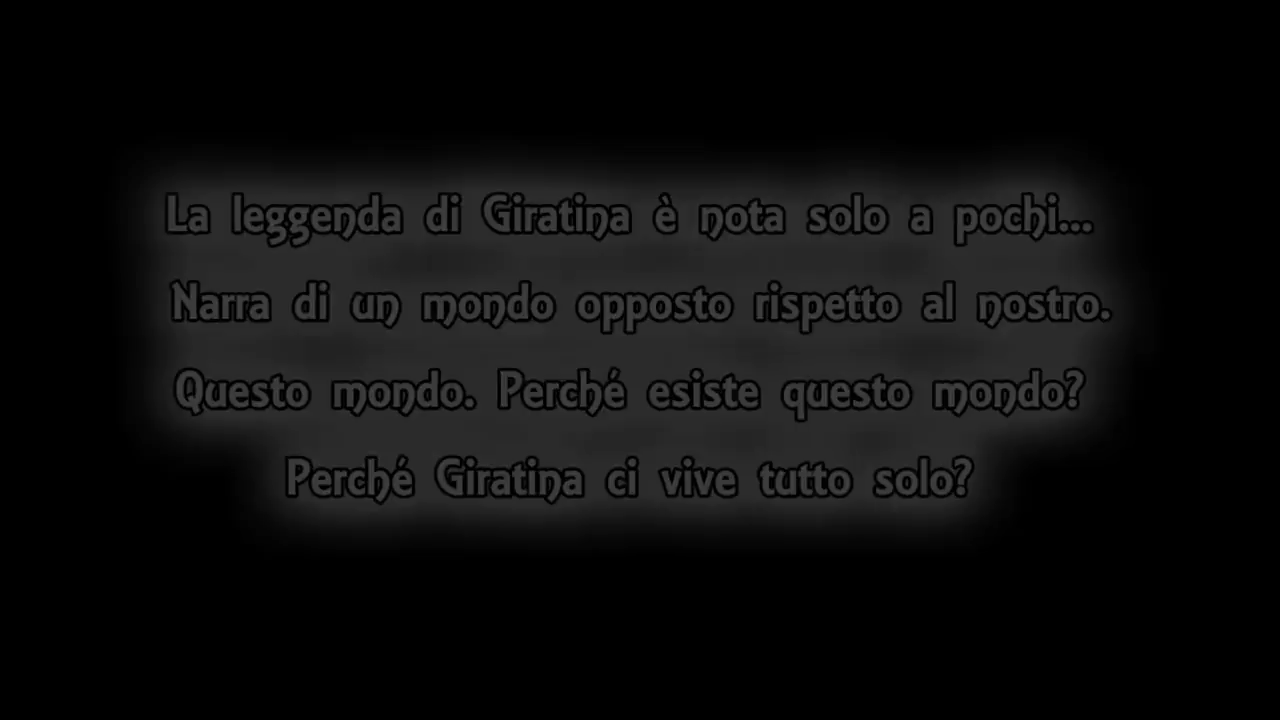 La leggenda di Giratina è nota solo a pochi...
Narra di un mondo opposto rispetto al nostro.
Questo mondo. Perché esiste questo mondo?
Perché Giratina ci vive tutto solo?